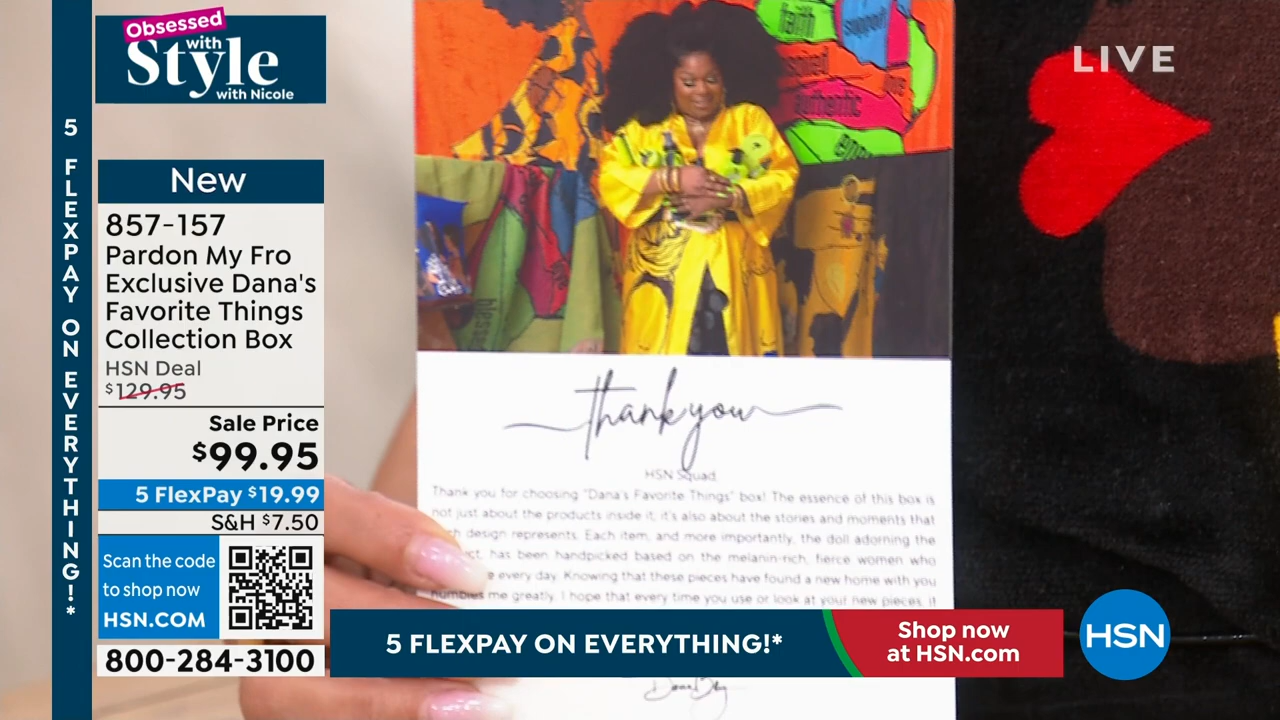 Obsessed
with
Style
with Nicole
LIVE
5 FLEXPAY ON EVERYTHING!*
New
857-157
Pardon My Fro
Exclusive Dana's
Favorite Things
Collection Box
HSN Deal
$129.95
Sale Price
$99.95
5 FlexPay $19.99
S&H $7.50
Scan the code
to shop now
HSN.COM
800-284-3100
faith
support
authentic
thank you
HSN Squad,
Thank you for choosing "Dana's Favorite Things" box! The essence of this box is
not just about the products inside it; it's also about the stories and moments that
design represents. Each item, and more importantly, the doll adorning the
has been handpicked based on the melanin-rich, fierce women who
every day. Knowing that these pieces have found a new home with you
humbles me greatly. I hope that every time you use or look at your new pieces, it
5 FLEXPAY ON EVERYTHING!*
Shop now
at HSN.com
HSN